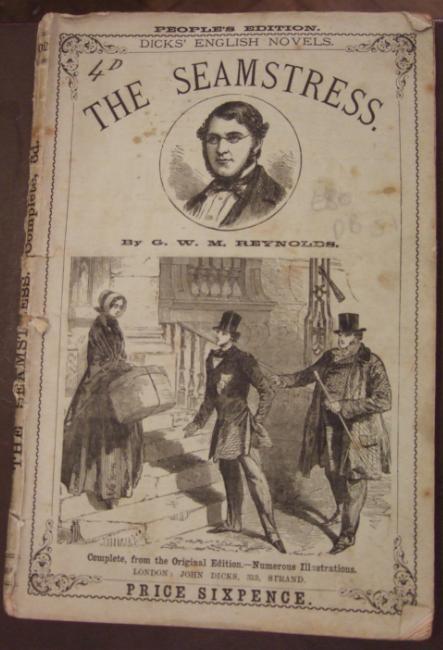 PEOPLE'S EDITION.
DICKS' ENGLISH NOVELS.
4D
THE SEAMSTRESS.
By G. W. M. REYNOLDS.
Complete, from the Original Edition.—Numerous Illustrations.
LONDON: JOHN DICKS, 313, STRAND.
PRICE SIXPENCE.
THE SEAMSTRESS. Complete, 6d.